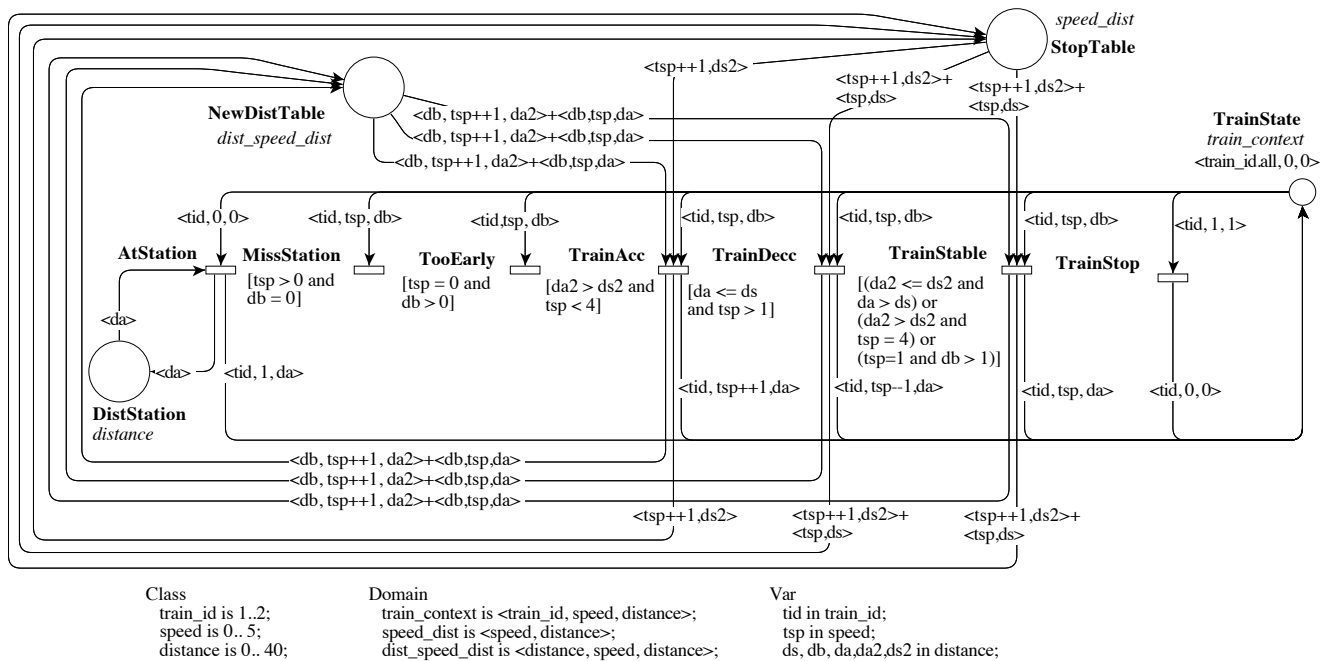 speed_dist
StopTable
<tsp++1,ds2>
<tsp++1,ds2>+
<tsp,ds>
<tsp++1,ds2>+
<tsp,ds>
NewDistTable
dist_speed_dist
<db, tsp++1, da2>+<db,tsp,da>
<db, tsp++1, da2>+<db,tsp,da>
<db, tsp++1, da2>+<db,tsp,da>
TrainState
train_context
<train_id.all, 0, 0>
<tid, 0, 0>
<tid, tsp, db>
<tid,tsp, db>
<tid, tsp, db>
<tid, tsp, db>
<tid, tsp, db>
<tid, 1, 1>
AtStation
MissStation
[tsp > 0 and
db = 0]
TooEarly
[tsp = 0 and
db > 0]
TrainAcc
[da2 > ds2 and
tsp < 4]
TrainDecc
[da <= ds
and tsp > 1]
TrainStable
[(da2 <= ds2 and
da > ds) or
(da2 > ds2 and
tsp = 4) or
(tsp=1 and db > 1)]
TrainStop
<da>
<da>
<tid, 1, da>
<tid, tsp++1,da>
<tid, tsp--1,da>
<tid, tsp, da>
<tid, 0, 0>
DistStation
distance
<db, tsp++1, da2>+<db,tsp,da>
<db, tsp++1, da2>+<db,tsp,da>
<db, tsp++1, da2>+<db,tsp,da>
<tsp++1,ds2>
<tsp++1,ds2>+
<tsp,ds>
<tsp++1,ds2>+
<tsp,ds>
Class
train_id is 1..2;
speed is 0.. 5;
distance is 0.. 40;
Domain
train_context is <train_id, speed, distance>;
speed_dist is <speed, distance>;
dist_speed_dist is <distance, speed, distance>;
Var
tid in train_id;
tsp in speed;
ds, db, da,da2,ds2 in distance;